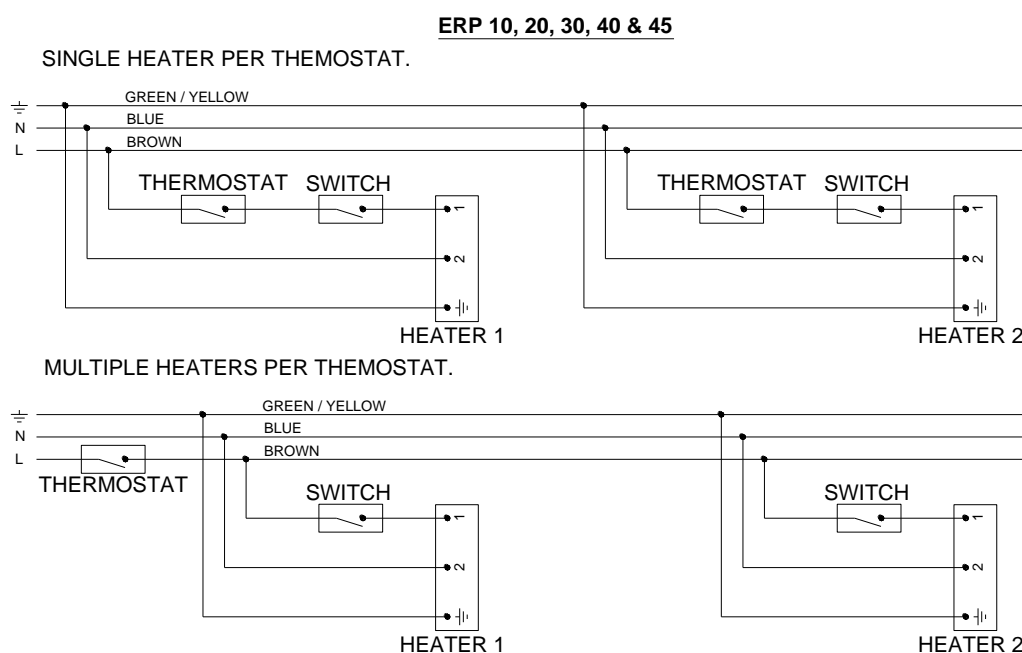 ERP 10, 20, 30, 40 & 45
SINGLE HEATER PER THEMOSTAT.
GREEN / YELLOW
N BLUE
L BROWN
THERMOSTAT SWITCH THERMOSTAT SWITCH
1 1
2 2
HEATER 1 HEATER 2
MULTIPLE HEATERS PER THEMOSTAT.
GREEN / YELLOW
N BLUE
L BROWN
THERMOSTAT SWITCH SWITCH
1 1
2 2
HEATER 1 HEATER 2